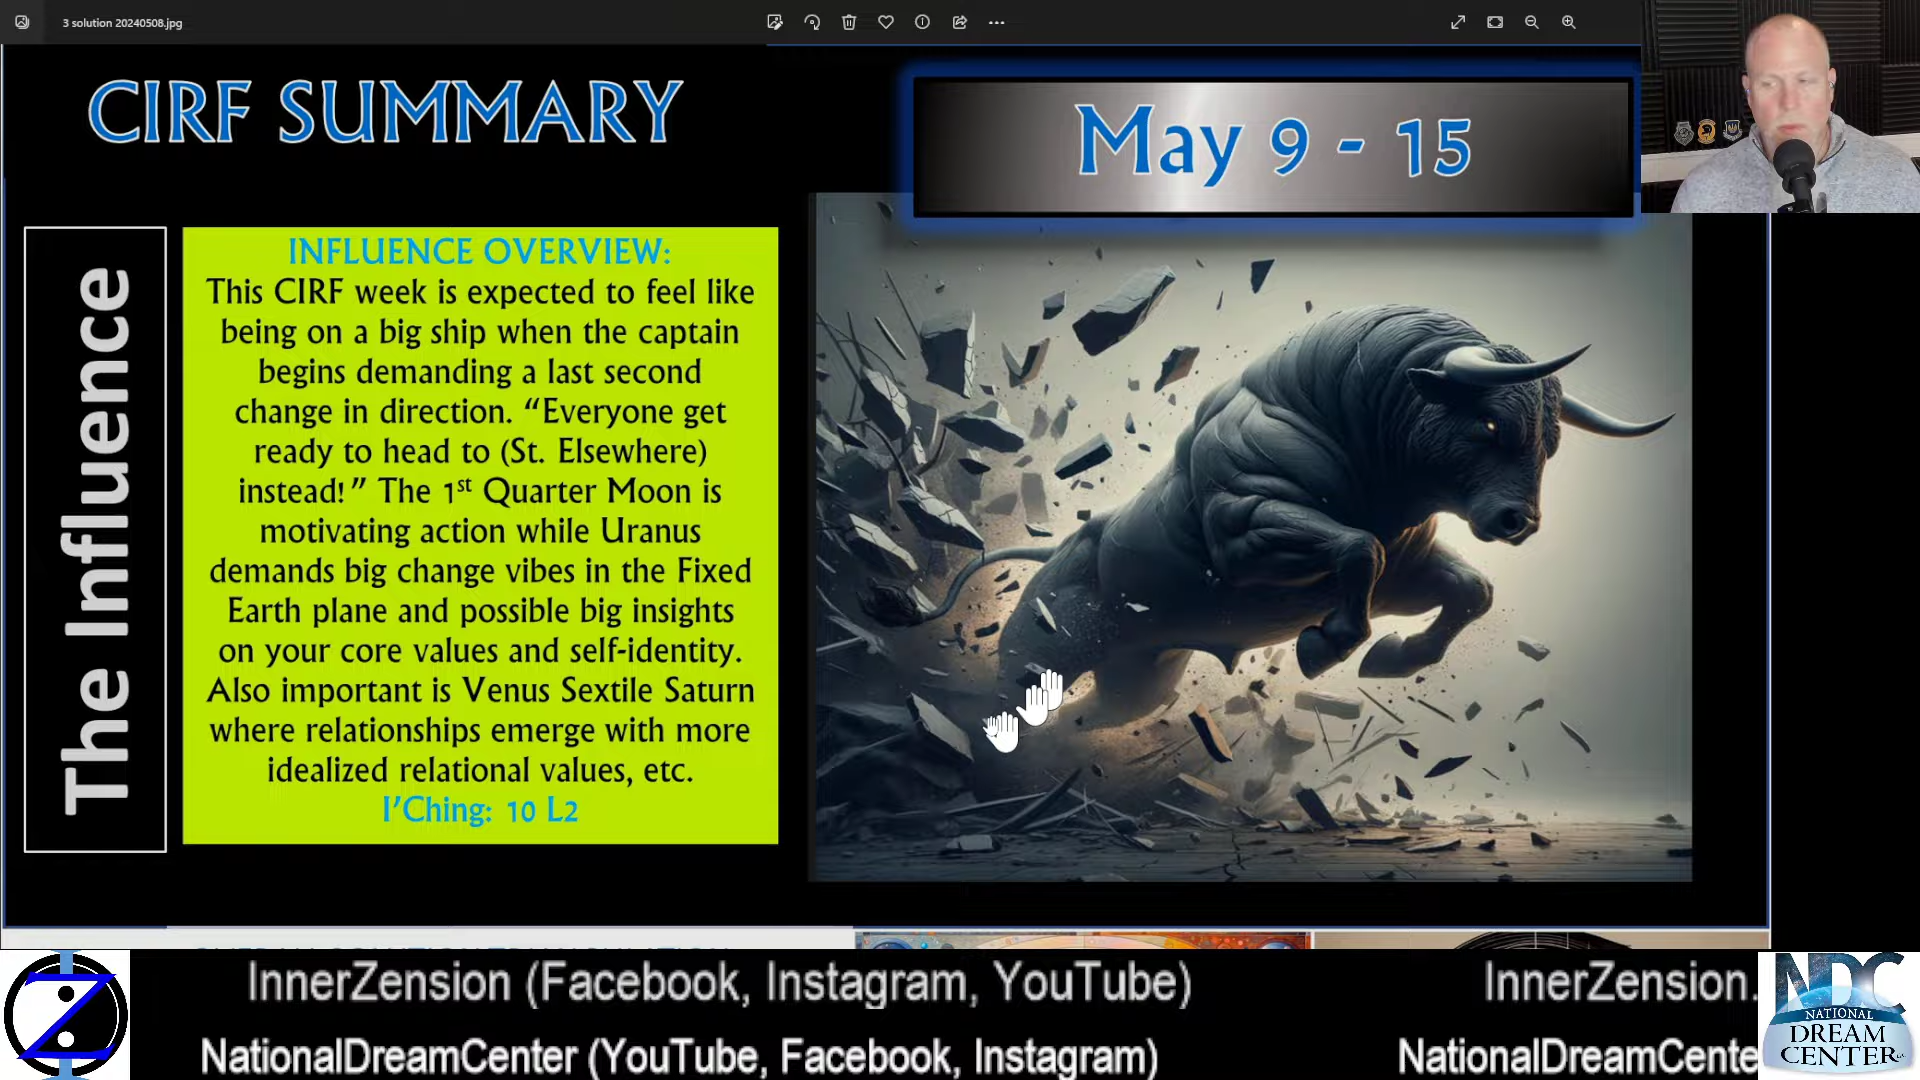 3 solution 20240508.jpg
CIRF SUMMARY
May 9 - 15
The Influence
INFLUENCE OVERVIEW:
This CIRF week is expected to feel like
being on a big ship when the captain
begins demanding a last second
change in direction. “Everyone get
ready to head to (St. Elsewhere)
instead!” The 1st Quarter Moon is
motivating action while Uranus
demands big change vibes in the Fixed
Earth plane and possible big insights
on your core values and self-identity.
Also important is Venus Sextile Saturn
where relationships emerge with more
idealized relational values, etc.
I’Ching: 10 L2
InnerZension (Facebook, Instagram, YouTube)
InnerZension.
NationalDreamCenter (YouTube, Facebook, Instagram)
NationalDreamCente
Z
NDC
NATIONAL
DREAM
CENTER